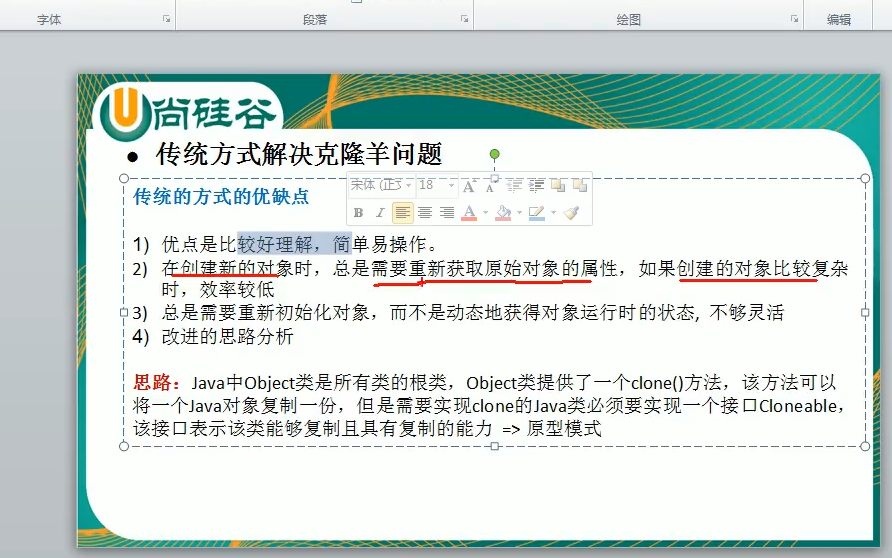 字体
段落
绘图
编辑
尚硅谷
● 传统方式解决克隆羊问题
宋体 (正文 18
传统的方式的优缺点
1) 优点是比较好理解，简单易操作。
2) 在创建新的对象时，总是需要重新获取原始对象的属性，如果创建的对象比较复杂
时，效率较低
3) 总是需要重新初始化对象，而不是动态地获得对象运行时的状态, 不够灵活
4) 改进的思路分析
思路：Java中Object类是所有类的根类，Object类提供了一个clone()方法，该方法可以
将一个Java对象复制一份，但是需要实现clone的Java类必须要实现一个接口Cloneable，
该接口表示该类能够复制且具有复制的能力 => 原型模式